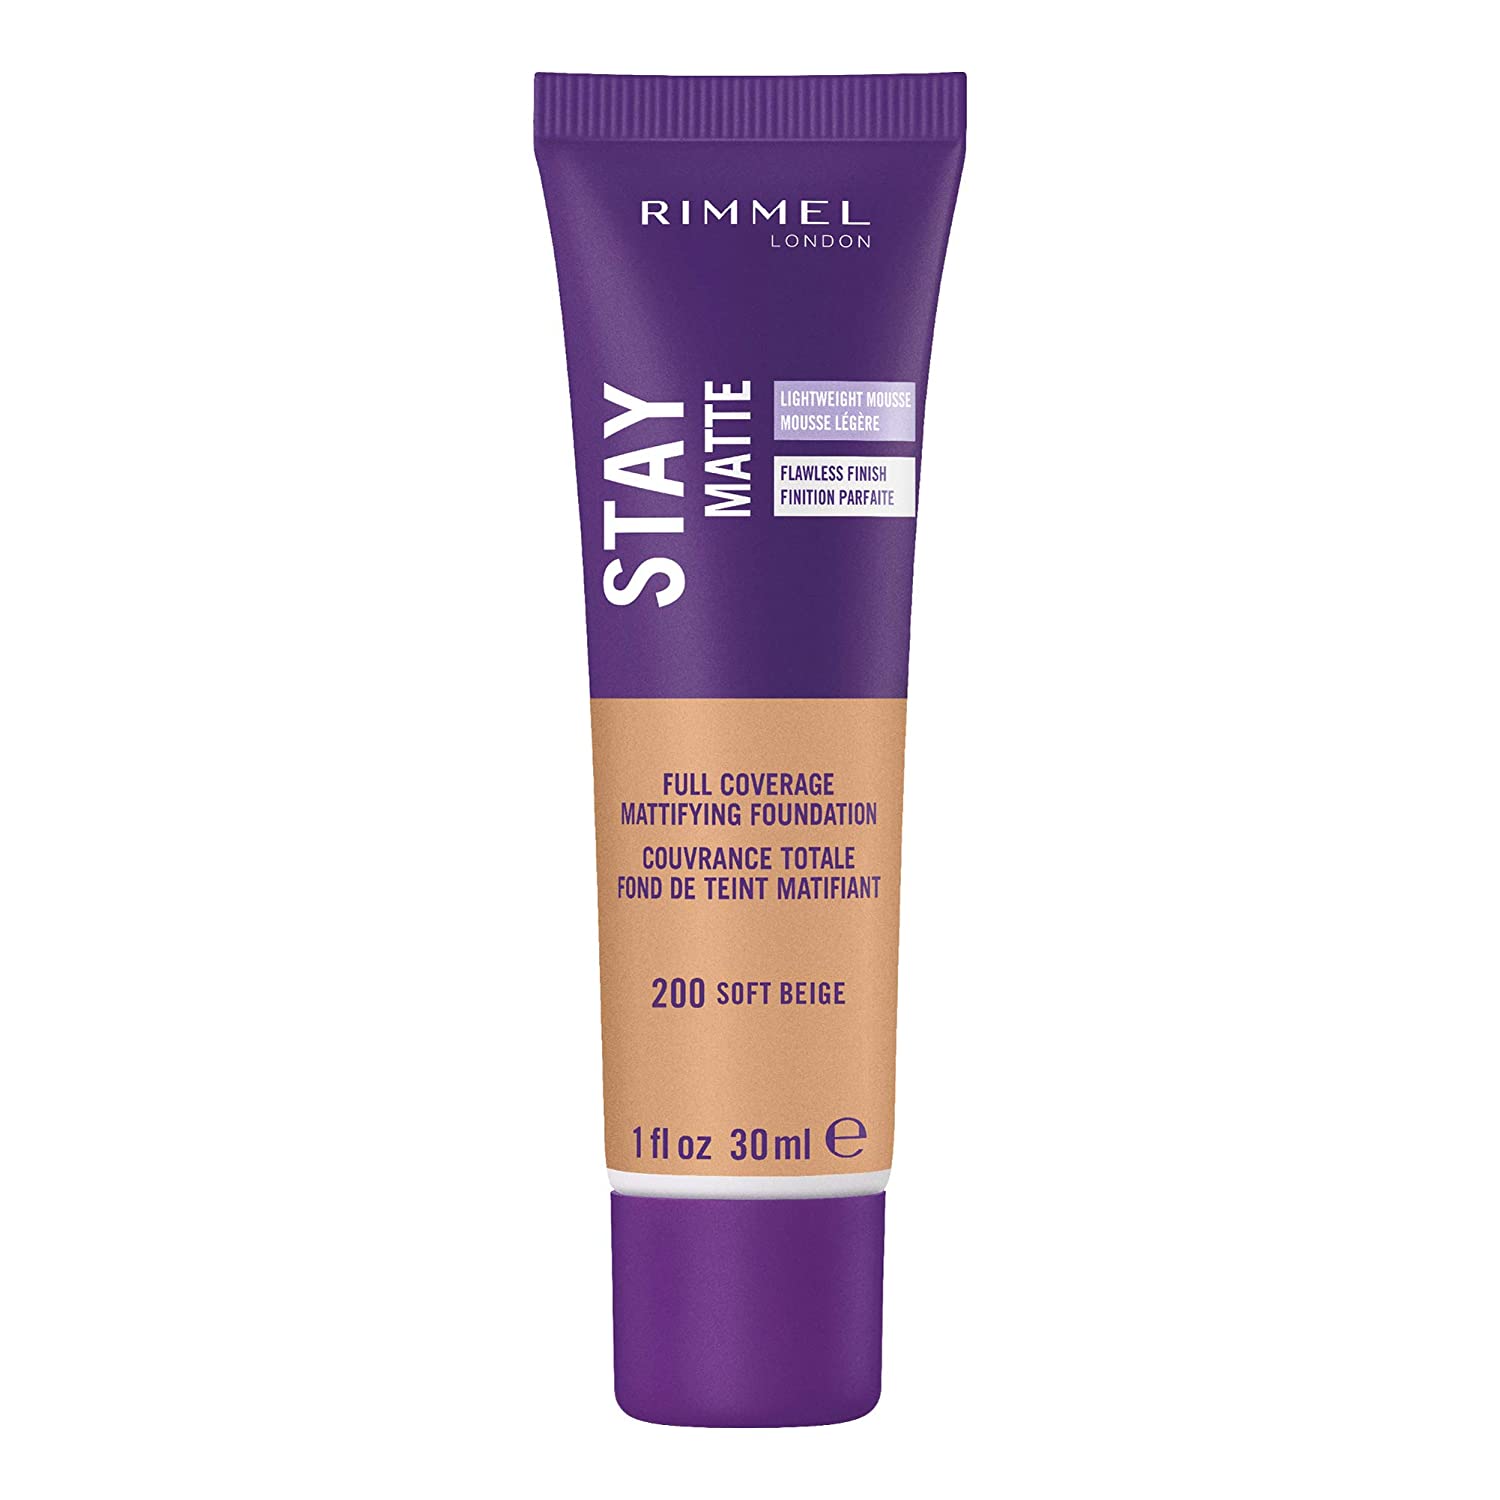 RIMMEL
LONDON
STAY
MATTE
LIGHTWEIGHT MOUSSE
MOUSSE LÉGÈRE
FLAWLESS FINISH
FINITION PARFAITE
FULL COVERAGE
MATTIFYING FOUNDATION
COUVRANCE TOTALE
FOND DE TEINT MATIFIANT
200 SOFT BEIGE
1 fl oz 30ml ℮